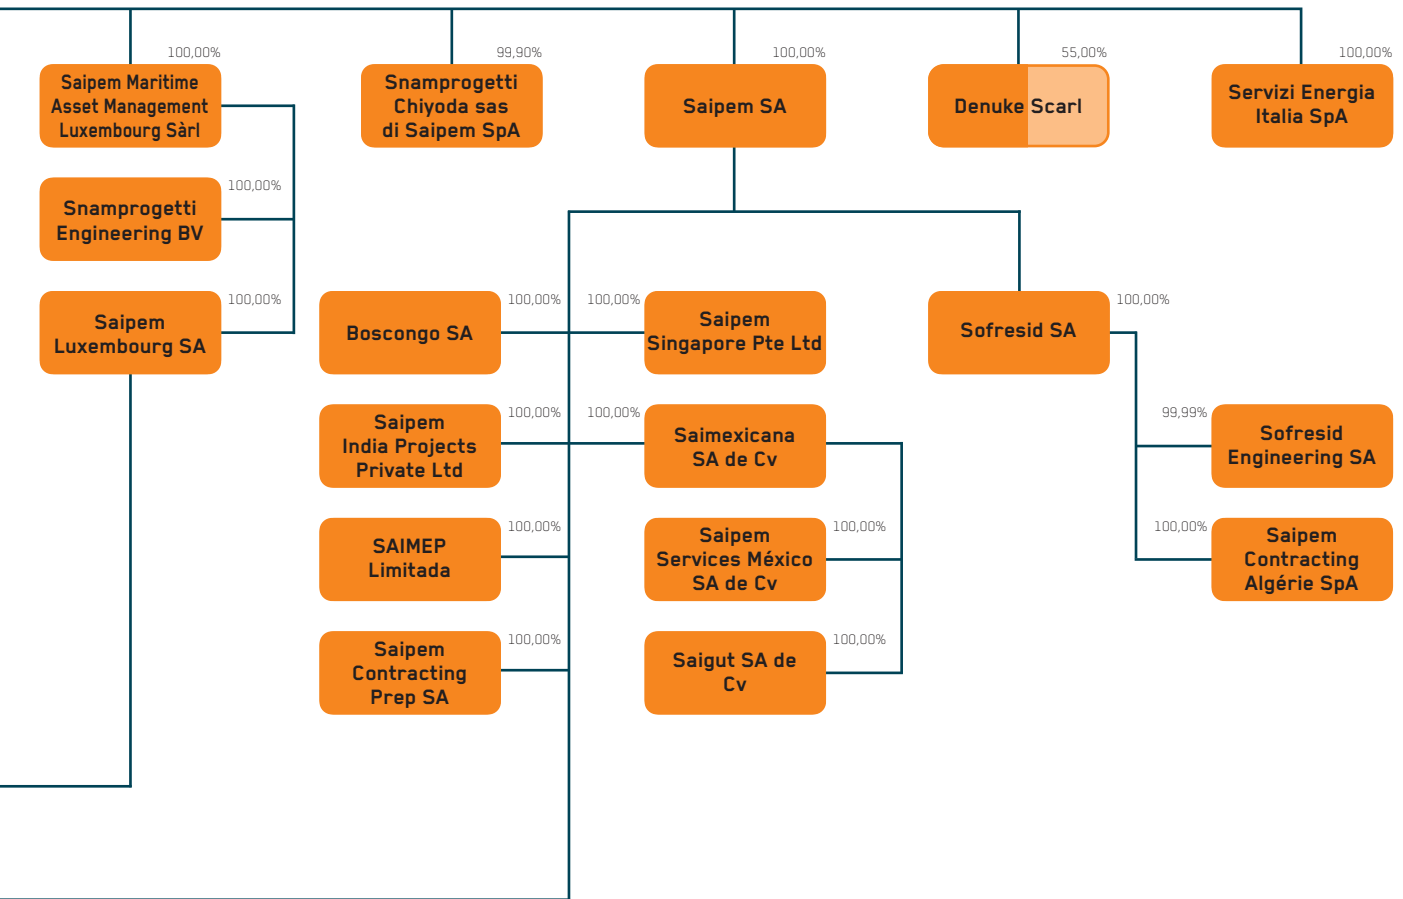 100,00%
99,90%
100,00%
55,00%
100,00%
Saipem Maritime
Asset Management
Luxembourg Sàrl
Snamprogetti
Chiyoda sas
di Saipem SpA
Saipem SA
Denuke Scarl
Servizi Energia
Italia SpA
100,00%
Snamprogetti
Engineering BV
100,00%
Saipem
Luxembourg SA
100,00%
Boscongo SA
100,00%
Saipem
Singapore Pte Ltd
100,00%
Sofresid SA
100,00%
Saipem
India Projects
Private Ltd
100,00%
Saimexicana
SA de Cv
99,99%
Sofresid
Engineering SA
100,00%
SAIMEP
Limitada
100,00%
Saipem
Services México
SA de Cv
100,00%
Saipem
Contracting
Algérie SpA
100,00%
Saipem
Contracting
Prep SA
100,00%
Saigut SA de
Cv